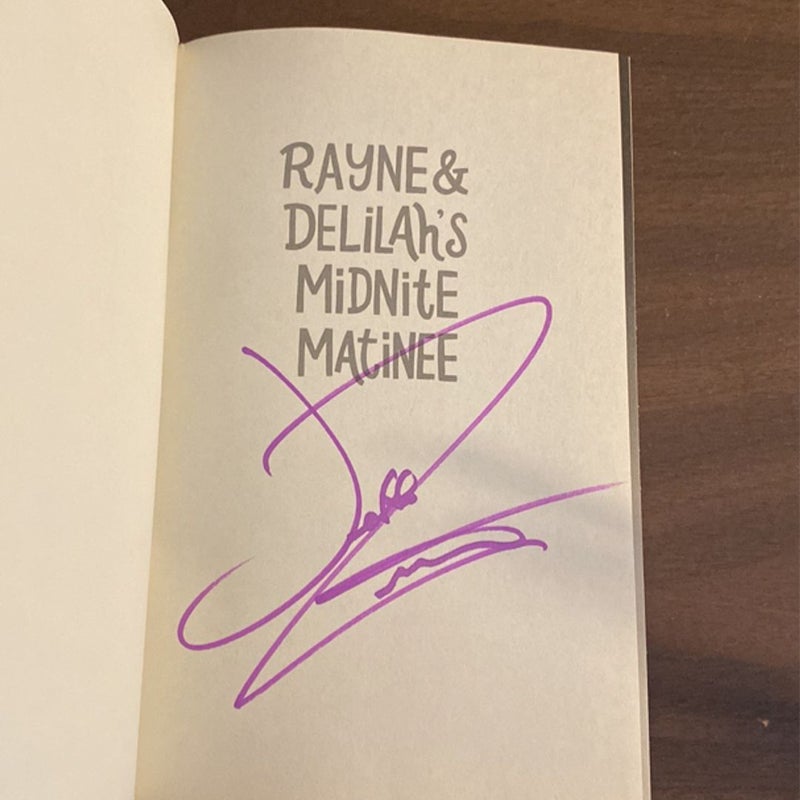 RAYNE &
DELILAH'S
MIDNITE
MATINEE